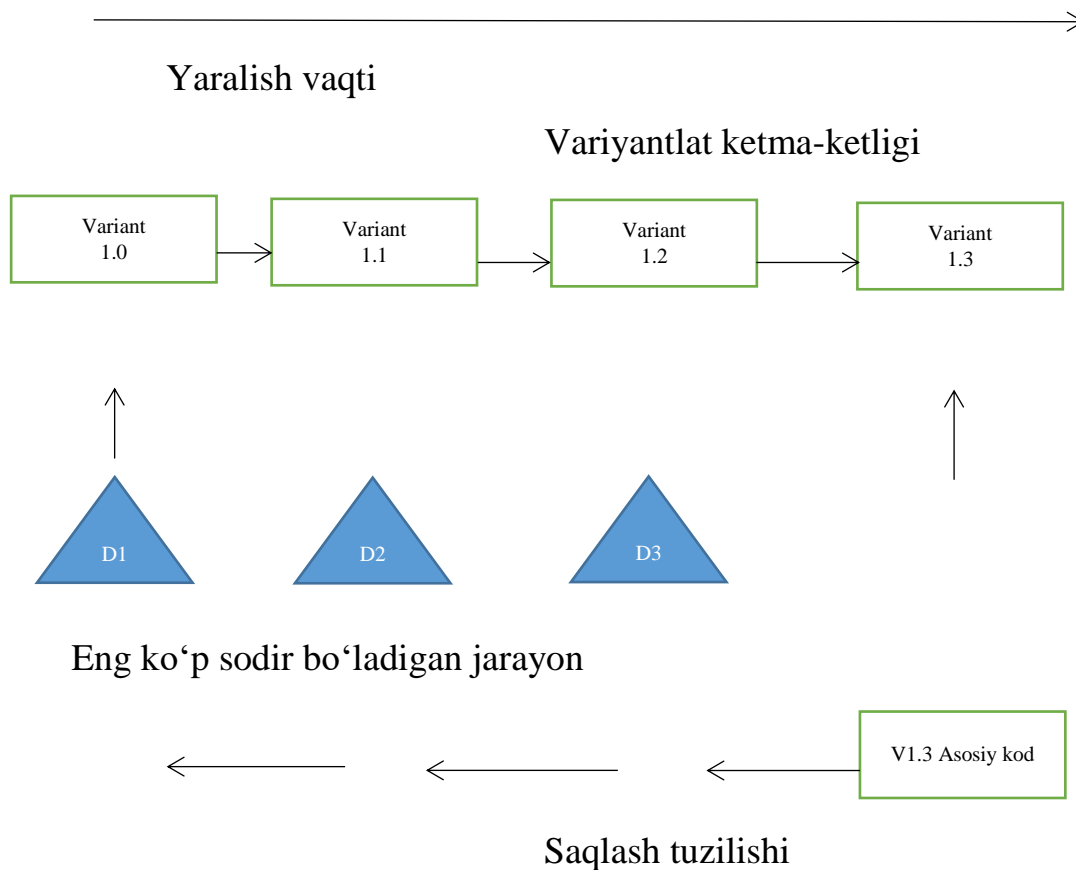 Yaralish vaqti
Variyantlat ketma-ketligi
Variant
1.0
Variant
1.1
Variant
1.2
Variant
1.3
D1
D2
D3
Eng ko‘p sodir bo‘ladigan jarayon
V1.3 Asosiy kod
Saqlash tuzilishi